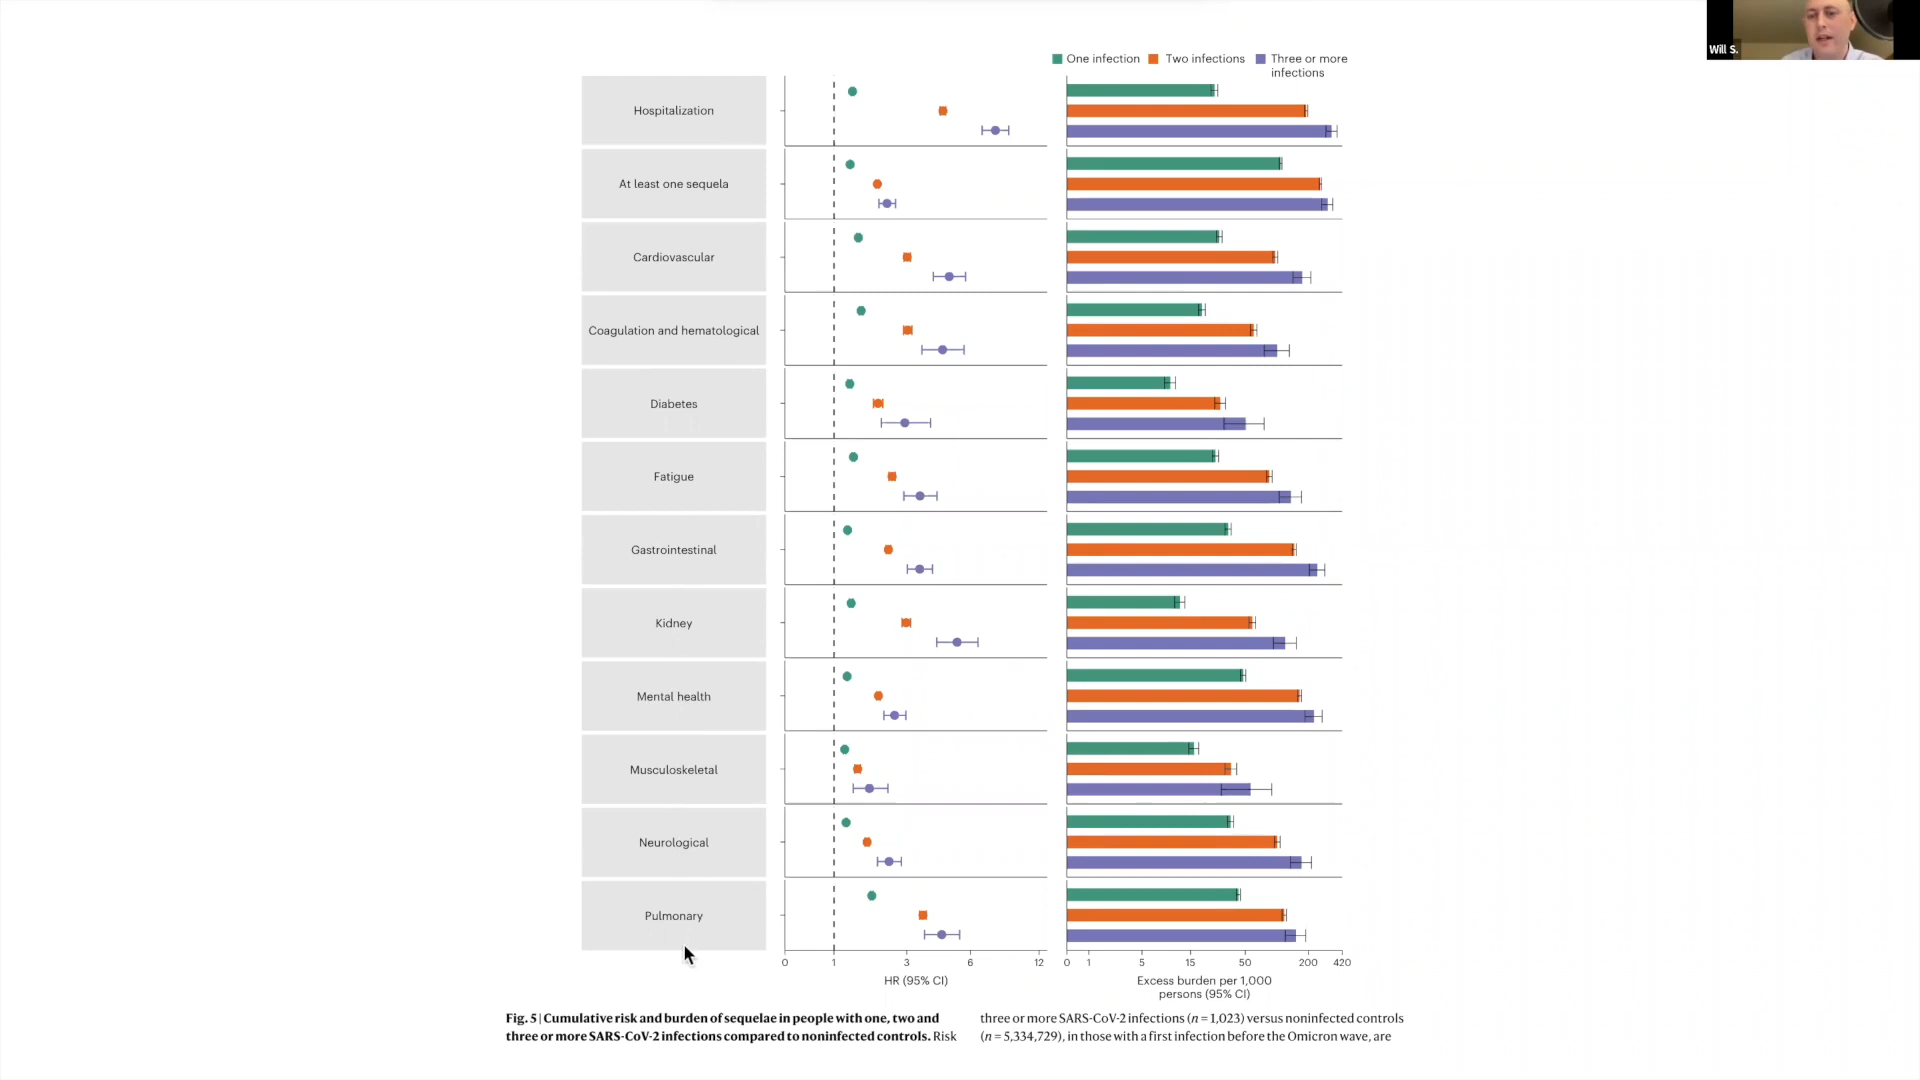 Will S.
One infection
Two infections
Three or more
infections
Hospitalization
At least one sequela
Cardiovascular
Coagulation and hematological
Diabetes
Fatigue
Gastrointestinal
Kidney
Mental health
Musculoskeletal
Neurological
Pulmonary
0 1 3 6 12
HR (95% CI)
0 1 5 15 50 200 420
Excess burden per 1,000
persons (95% CI)
Fig. 5 | Cumulative risk and burden of sequelae in people with one, two and
three or more SARS-CoV-2 infections compared to noninfected controls. Risk
three or more SARS-CoV-2 infections (n = 1,023) versus noninfected controls
(n = 5,334,729), in those with a first infection before the Omicron wave, are